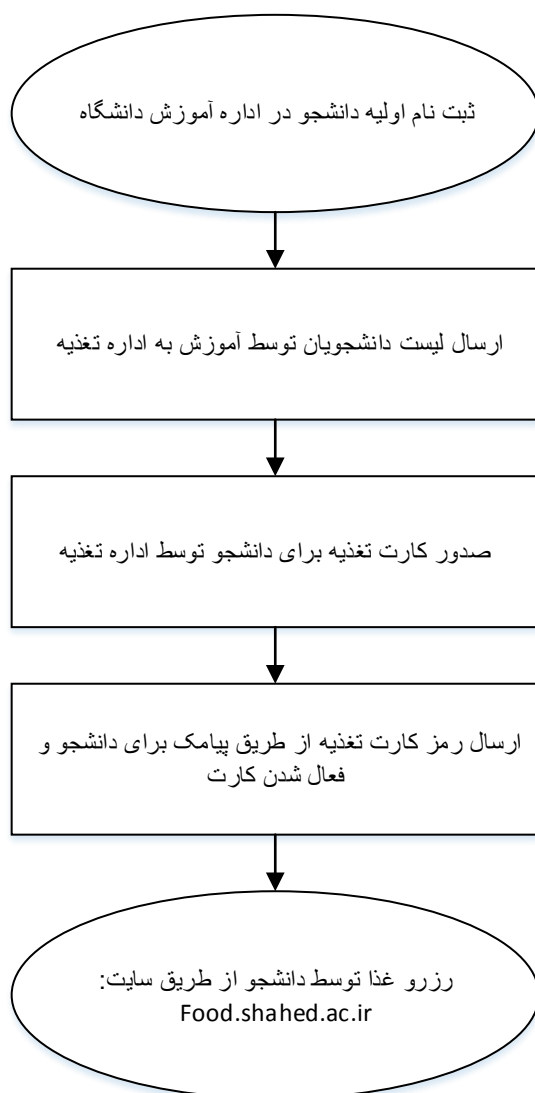 ثبت نام اولیه دانشجو در اداره آموزش دانشگاه
ارسال لیست دانشجویان توسط آموزش به اداره تغذیه
صدور کارت تغذیه برای دانشجو توسط اداره تغذیه
ارسال رمز کارت تغذیه از طریق پیامک برای دانشجو و
فعال شدن کارت
رزرو غذا توسط دانشجو از طریق سایت:
Food.shahed.ac.ir